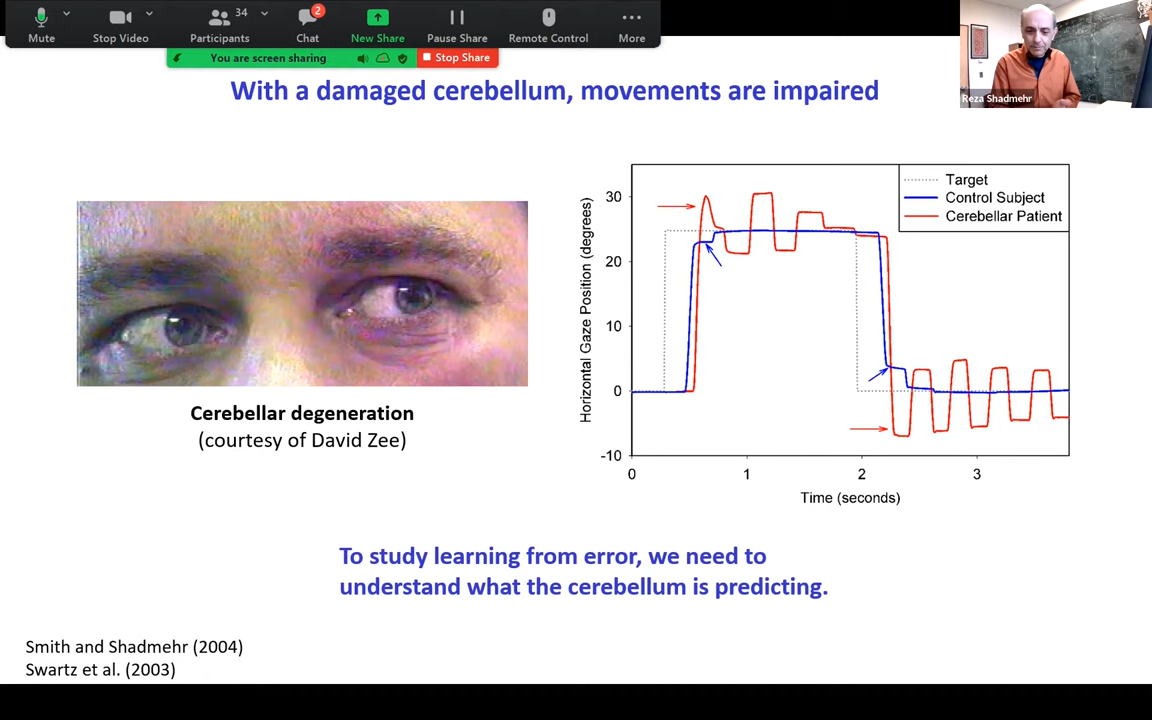 34
2
Mute
Stop Video
Participants
Chat
New Share
Pause Share
Remote Control
More
You are screen sharing
Stop Share
Reza Shadmehr
With a damaged cerebellum, movements are impaired
Cerebellar degeneration
(courtesy of David Zee)
Horizontal Gaze Position (degrees)
30
20
10
0
-10
0
1
2
3
Time (seconds)
Target
Control Subject
Cerebellar Patient
To study learning from error, we need to
understand what the cerebellum is predicting.
Smith and Shadmehr (2004)
Swartz et al. (2003)